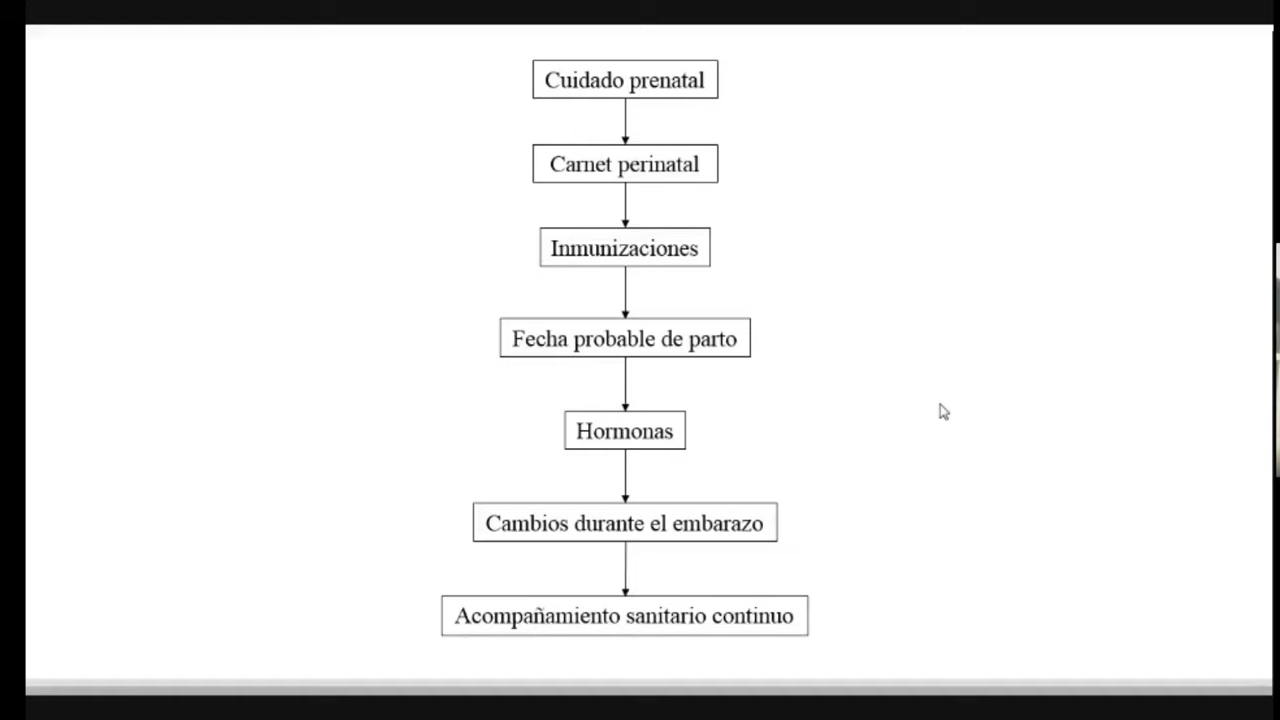 Cuidado prenatal
Carnet perinatal
Inmunizaciones
Fecha probable de parto
Hormonas
Cambios durante el embarazo
Acompañamiento sanitario continuo